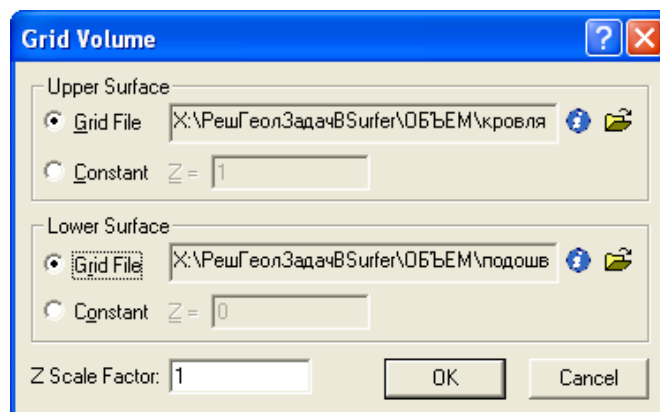 Grid Volume
Upper Surface
Grid File X:\РешГеолЗадачВSurfer\ОБЪЕМ\кровля
Constant Z = 1
Lower Surface
Grid File X:\РешГеолЗадачВSurfer\ОБЪЕМ\подошв
Constant Z = 0
Z Scale Factor: 1 OK Cancel